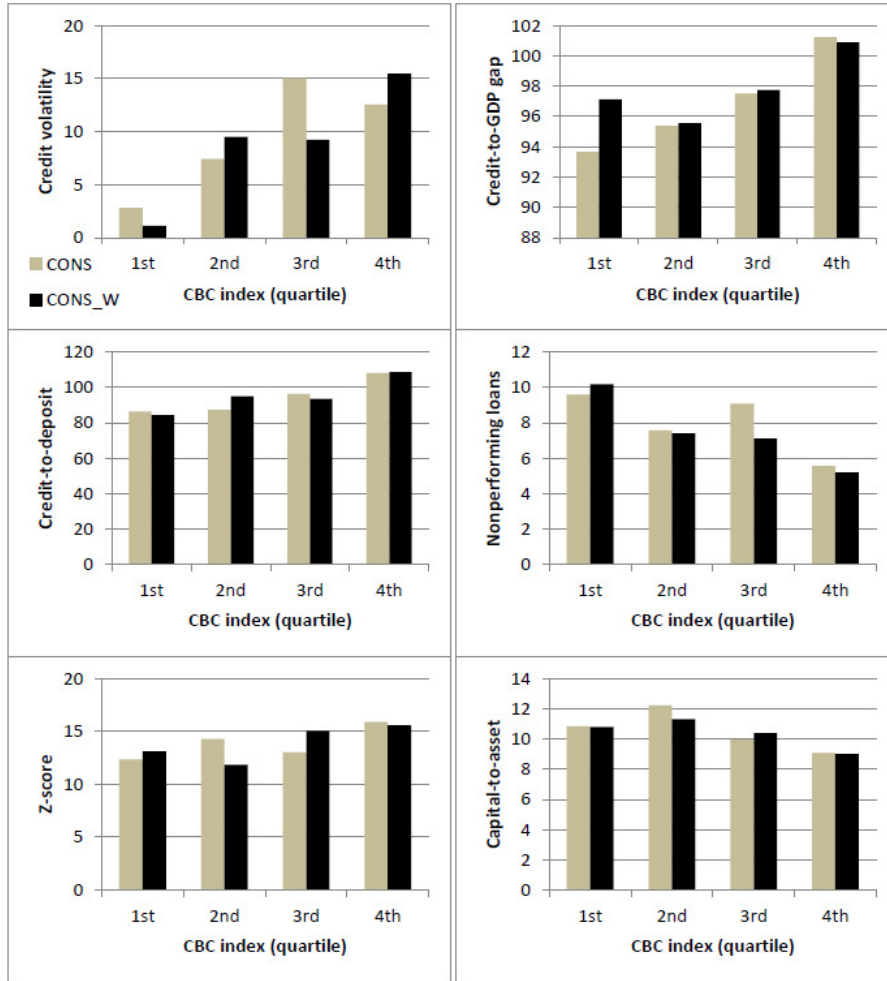 Credit volatility
20
15
10
5
0
1st 2nd 3rd 4th
CBC index (quartile)
CONS
CONS_W
Credit-to-GDP gap
102
100
98
96
94
92
90
88
1st 2nd 3rd 4th
CBC index (quartile)
Credit-to-deposit
120
100
80
60
40
20
0
1st 2nd 3rd 4th
CBC index (quartile)
Nonperforming loans
12
10
8
6
4
2
0
1st 2nd 3rd 4th
CBC index (quartile)
Z-score
20
15
10
5
0
1st 2nd 3rd 4th
CBC index (quartile)
Capital-to-asset
14
12
10
8
6
4
2
0
1st 2nd 3rd 4th
CBC index (quartile)